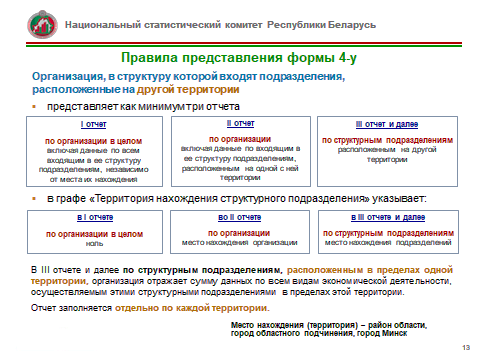 Национальный статистический комитет Республики Беларусь
Правила представления формы 4-у
Организация, в структуру которой входят подразделения,
расположенные на другой территории
▪ представляет как минимум три отчета
I отчет
по организации в целом
включая данные по всем
входящим в ее структуру
подразделениям, независимо
от места их нахождения
II отчет
по организации
включая данные по входящим в
ее структуру подразделениям,
расположенным на одной с ней
территории
III отчет и далее
по структурным подразделениям
расположенным на другой
территории
▪ в графе «Территория нахождения структурного подразделения» указывает:
в I отчете
по организации в целом
ноль
во II отчете
по организации
место нахождения организации
в III отчете и далее
по структурным подразделениям
место нахождения подразделений
В III отчете и далее по структурным подразделениям, расположенным в пределах одной
территории, организация отражает сумму данных по всем видам экономической деятельности,
осуществляемым этими структурными подразделениями в пределах этой территории.
Отчет заполняется отдельно по каждой территории.
Место нахождения (территория) – район области,
город областного подчинения, город Минск
13